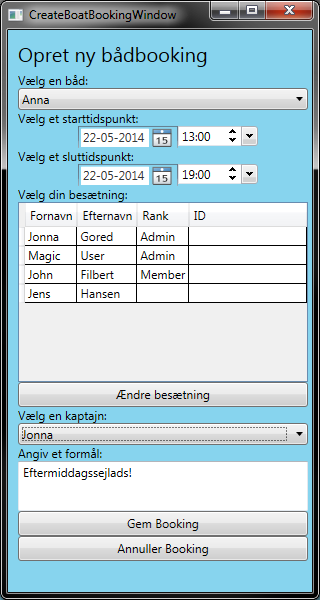 CreateBoatBookingWindow
Opret ny bådbooking
Vælg en båd:
Anna
Vælg et starttidspunkt:
22-05-2014 15 13:00
Vælg et sluttidspunkt:
22-05-2014 15 19:00
Vælg din besætning:
Fornavn Efternavn Rank ID
Jonna Gored Admin
Magic User Admin
John Filbert Member
Jens Hansen
Ændre besætning
Vælg en kaptajn:
Jonna
Angiv et formål:
Eftermiddagssejlads!
Gem Booking
Annuller Booking